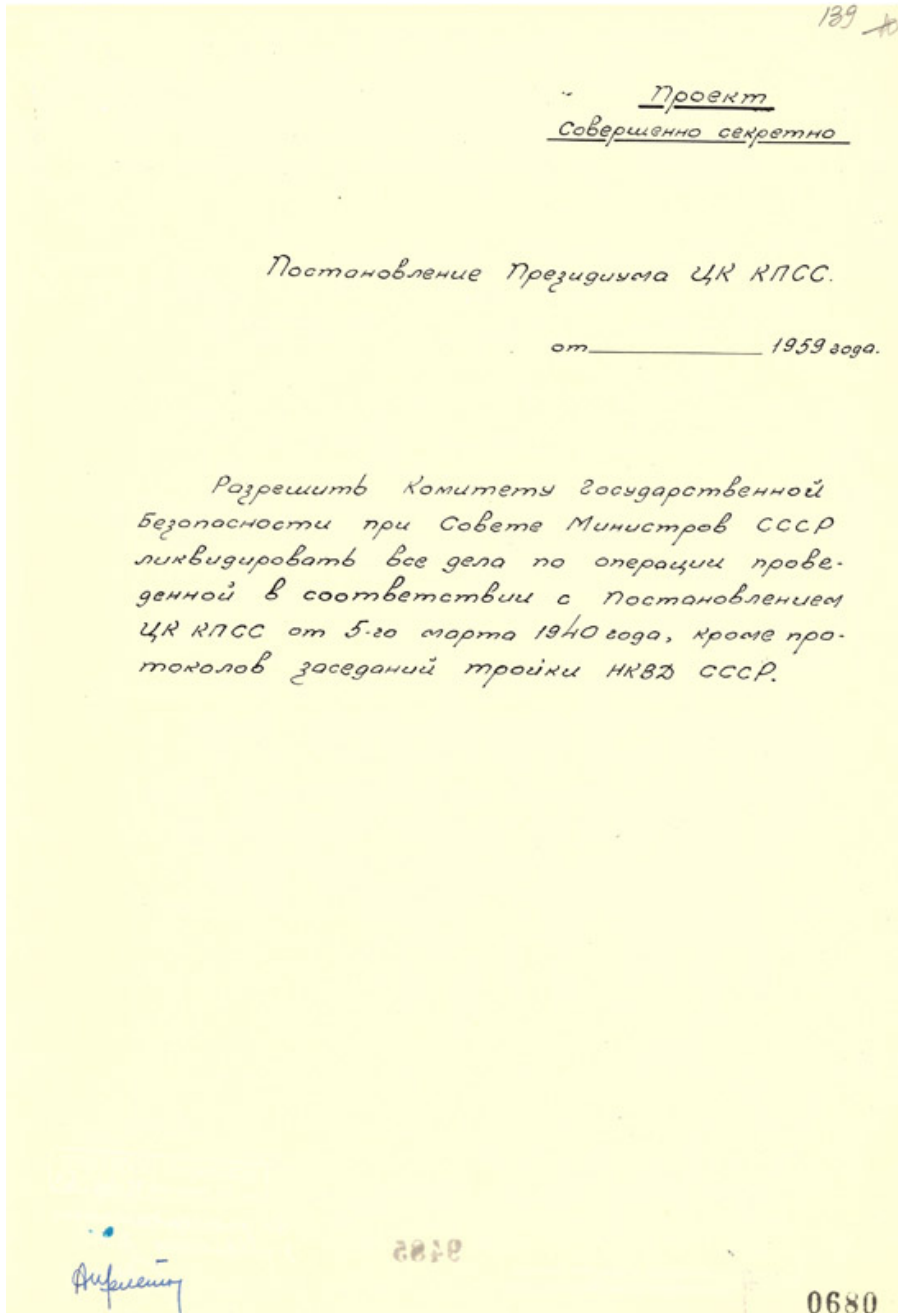 139
Проект
Совершенно секретно
Постановление Президиума ЦК КПСС.
от 1959 года.
Разрешить Комитету Государственной
Безопасности при Совете Министров СССР
ликвидировать все дела по операции прове-
денной в соответствии с Постановлением
ЦК КПСС от 5-го марта 1940 года, кроме про-
токолов заседаний тройки НКВД СССР.
9485
0680